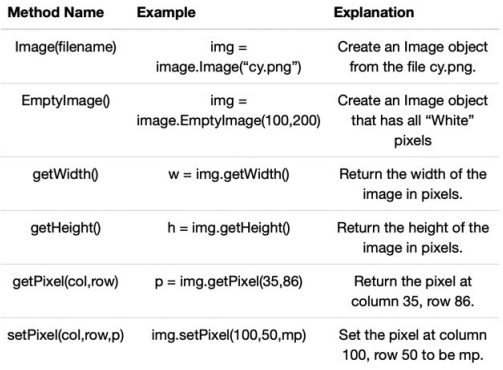 Method Name Example Explanation
Image(filename) img = Create an Image object
image.Image(“cy.png”) from the file cy.png.
EmptyImage() img = Create an Image object
image.EmptyImage(100,200) that has all “White”
pixels
getWidth() w = img.getWidth() Return the width of the
image in pixels.
getHeight() h = img.getHeight() Return the height of the
image in pixels.
getPixel(col,row) p = img.getPixel(35,86) Return the pixel at
column 35, row 86.
setPixel(col,row,p) img.setPixel(100,50,mp) Set the pixel at column
100, row 50 to be mp.